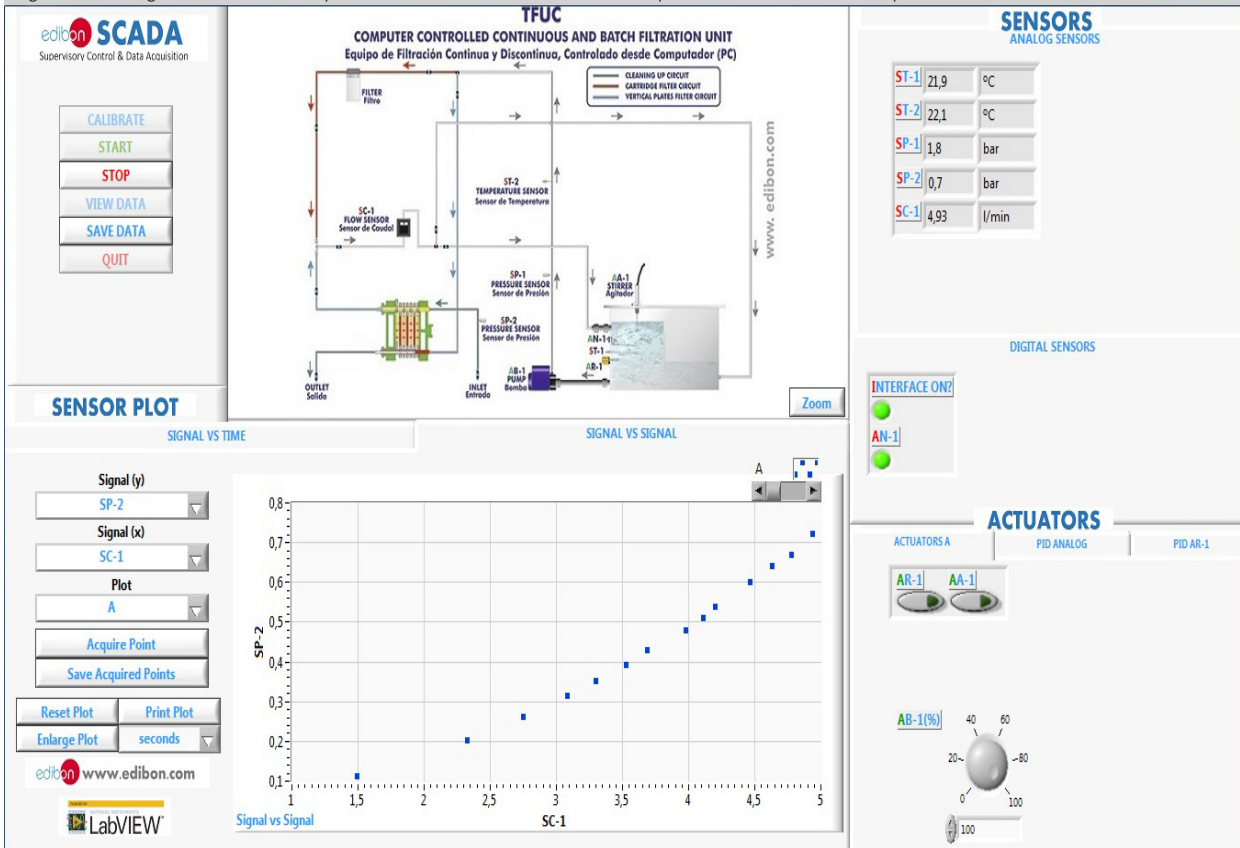 edibon SCADA
Supervisory Control & Data Acquisition
CALIBRATE
START
STOP
VIEW DATA
SAVE DATA
QUIT
TFUC
COMPUTER CONTROLLED CONTINUOUS AND BATCH FILTRATION UNIT
Equipo de Filtración Continua y Discontinua, Controlado desde Computador (PC)
CLEANING UP CIRCUIT
CARTRIDGE FILTER CIRCUIT
VERTICAL PLATES FILTER CIRCUIT
FILTER
Filtro
ST-2
TEMPERATURE SENSOR
Sensor de Temperatura
SC-1
FLOW SENSOR
Sensor de Caudal
www. edibon.com
SP-1
PRESSURE SENSOR
Sensor de Presión
AA-1
STIRRER
Agitador
SP-2
PRESSURE SENSOR
Sensor de Presión
AN-1
ST-1
AR-1
AB-1
PUMP
Bomba
OUTLET
Salida
INLET
Entrada
Zoom
SENSORS
ANALOG SENSORS
ST-1 21,9 ºC
ST-2 22,1 ºC
SP-1 1,8 bar
SP-2 0,7 bar
SC-1 4,93 l/min
DIGITAL SENSORS
INTERFACE ON?
AN-1
SENSOR PLOT
SIGNAL VS TIME
SIGNAL VS SIGNAL
Signal (y)
SP-2
Signal (x)
SC-1
Plot
A
Acquire Point
Save Acquired Points
Reset Plot
Print Plot
Enlarge Plot
seconds
edibon www.edibon.com
LabVIEW
A
0,8
0,7
0,6
0,5
0,4
0,3
0,2
0,1
SP-2
1 1,5 2 2,5 3 3,5 4 4,5 5
Signal vs Signal
SC-1
ACTUATORS
ACTUATORS A
PID ANALOG
PID AR-1
AR-1
AA-1
AB-1(%)
40 60
20 80
0 100
100